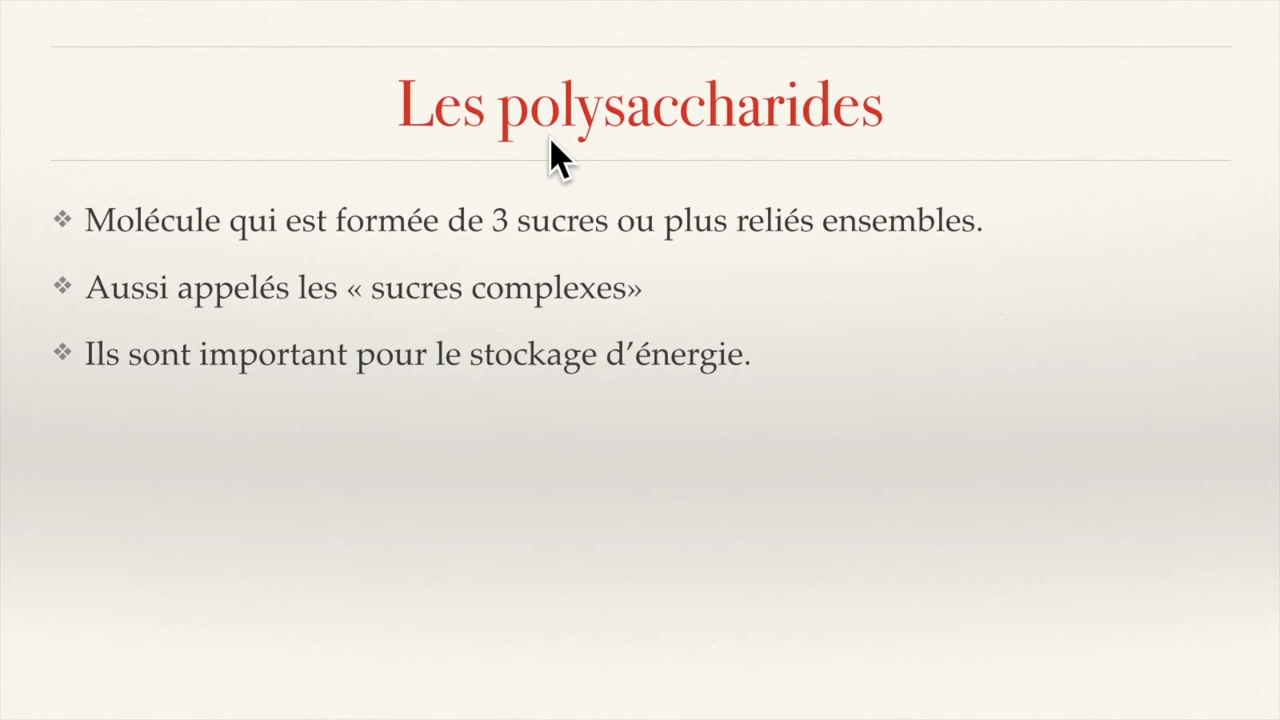 Les polysaccharides
❖ Molécule qui est formée de 3 sucres ou plus reliés ensembles.
❖ Aussi appelés les « sucres complexes»
❖ Ils sont important pour le stockage d’énergie.